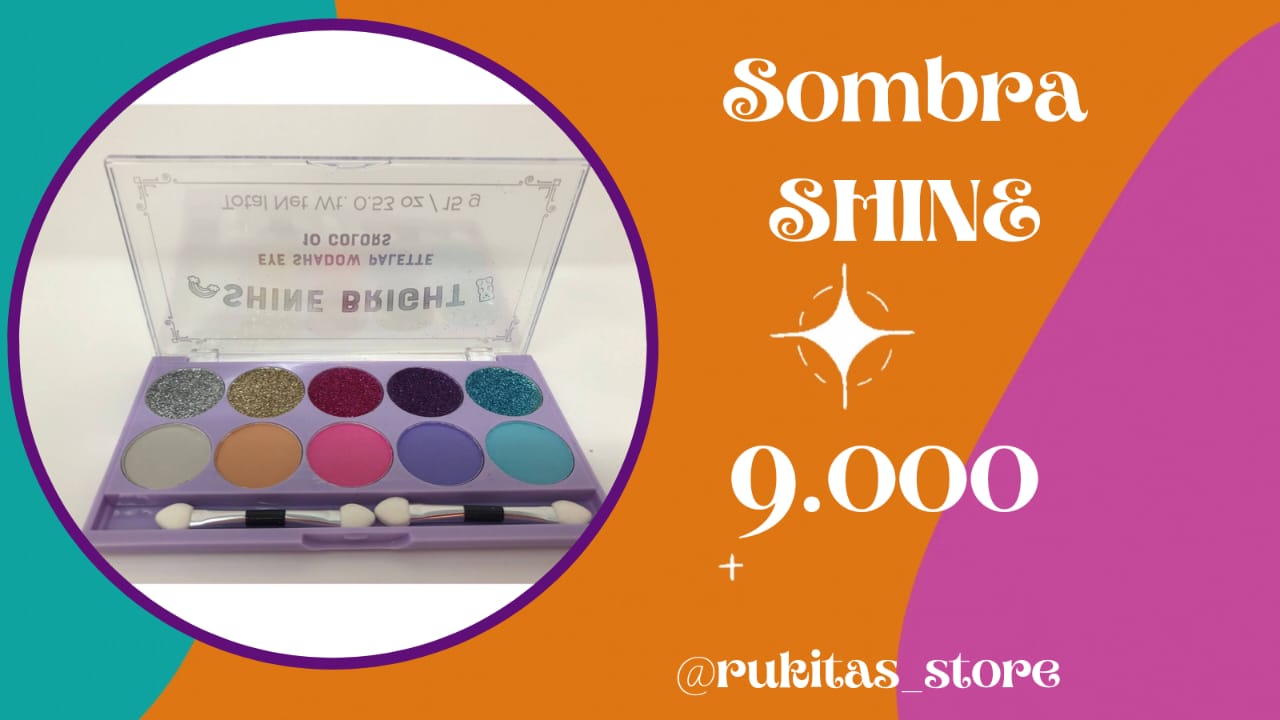 Total Net Wt. 0.53 oz / 15 g
10 COLORS
EYE SHADOW PALETTE
SHINE BRIGHT
Sombra
SHINE
9.000
@rukitas_store